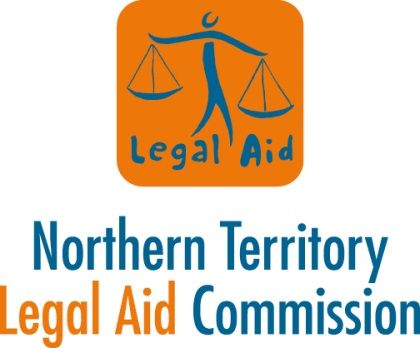 Legal Aid
Northern Territory
Legal Aid Commission